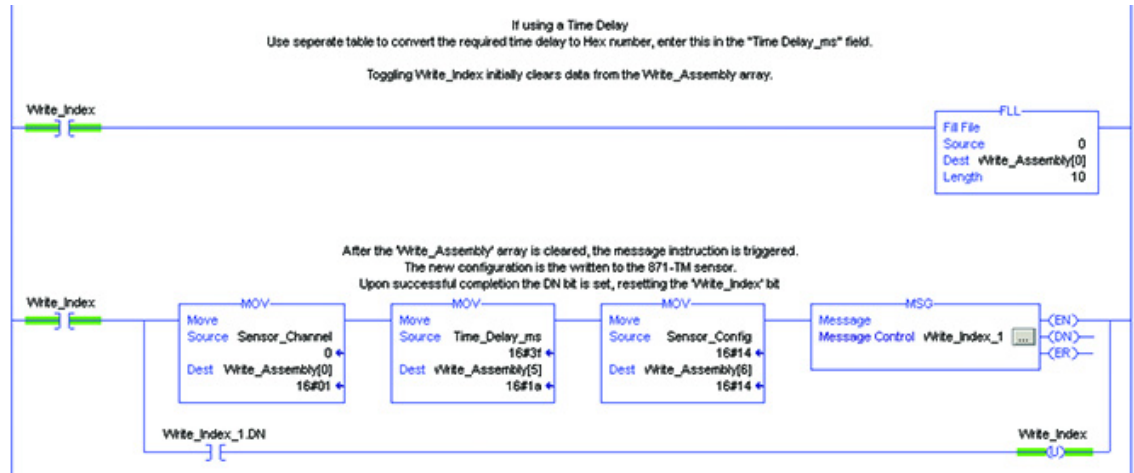 If using a Time Delay
Use seperate table to convert the required time delay to Hex number, enter this in the "Time Delay_ms" field.
Toggling Write_Index initially clears data from the Write_Assembly array.
Write_Index
FLL
Fill File
Source 0
Dest Write_Assembly[0]
Length 10
After the 'Write_Assembly' array is cleared, the message instruction is triggered.
The new configuration is the written to the 871-TM sensor.
Upon successful completion the DN bit is set, resetting the 'Write_Index' bit
Write_Index
MOV
Move
Source Sensor_Channel
0
Dest Write_Assembly[0]
16#01
MOV
Move
Source Time_Delay_ms
16#3f
Dest Write_Assembly[5]
16#1a
MOV
Move
Source Sensor_Config
16#14
Dest Write_Assembly[6]
16#14
MSG
Message
Message Control Write_Index_1 ...
EN
DN
ER
Write_Index_1.DN
Write_Index
U